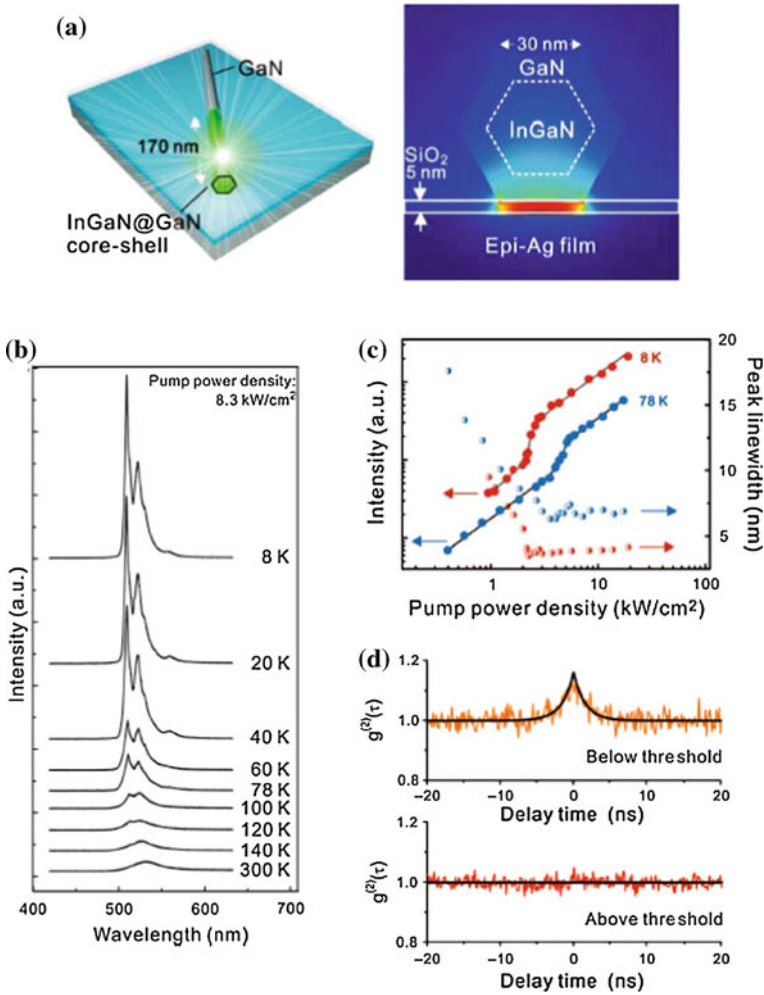 (a)
GaN
170 nm
InGaN@GaN
core-shell
30 nm
GaN
InGaN
SiO2
5 nm
Epi-Ag film
(b)
Pump power density:
8.3 kW/cm²
8 K
20 K
40 K
60 K
78 K
100 K
120 K
140 K
300 K
Intensity (a.u.)
400 500 600 700
Wavelength (nm)
(c)
8 K
78 K
Intensity (a.u.)
20
15
10
5
Peak linewidth (nm)
1 10 100
Pump power density (kW/cm²)
(d)
g(2)(τ)
1.2
1.0
0.8
Below threshold
–20 –10 0 10 20
Delay time (ns)
g(2)(τ)
1.2
1.0
0.8
Above threshold
–20 –10 0 10 20
Delay time (ns)